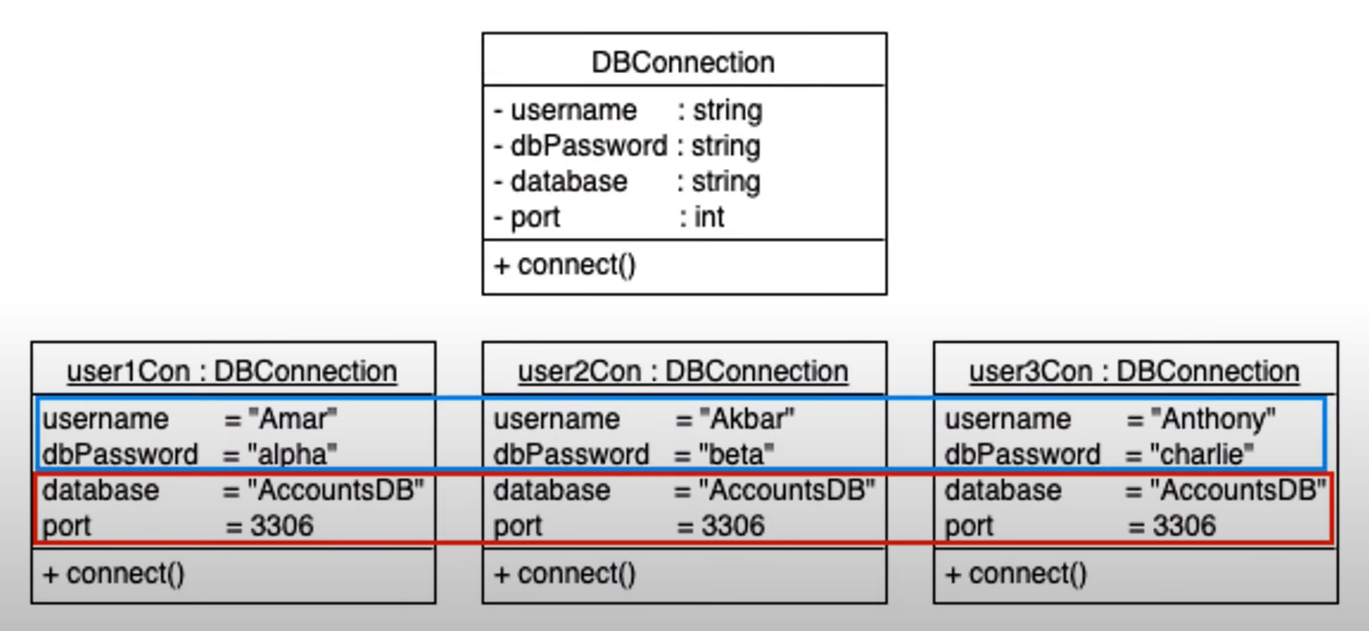 DBConnection
- username : string
- dbPassword : string
- database : string
- port : int
+ connect()
user1Con : DBConnection
username = "Amar"
dbPassword = "alpha"
database = "AccountsDB"
port = 3306
+ connect()
user2Con : DBConnection
username = "Akbar"
dbPassword = "beta"
database = "AccountsDB"
port = 3306
+ connect()
user3Con : DBConnection
username = "Anthony"
dbPassword = "charlie"
database = "AccountsDB"
port = 3306
+ connect()